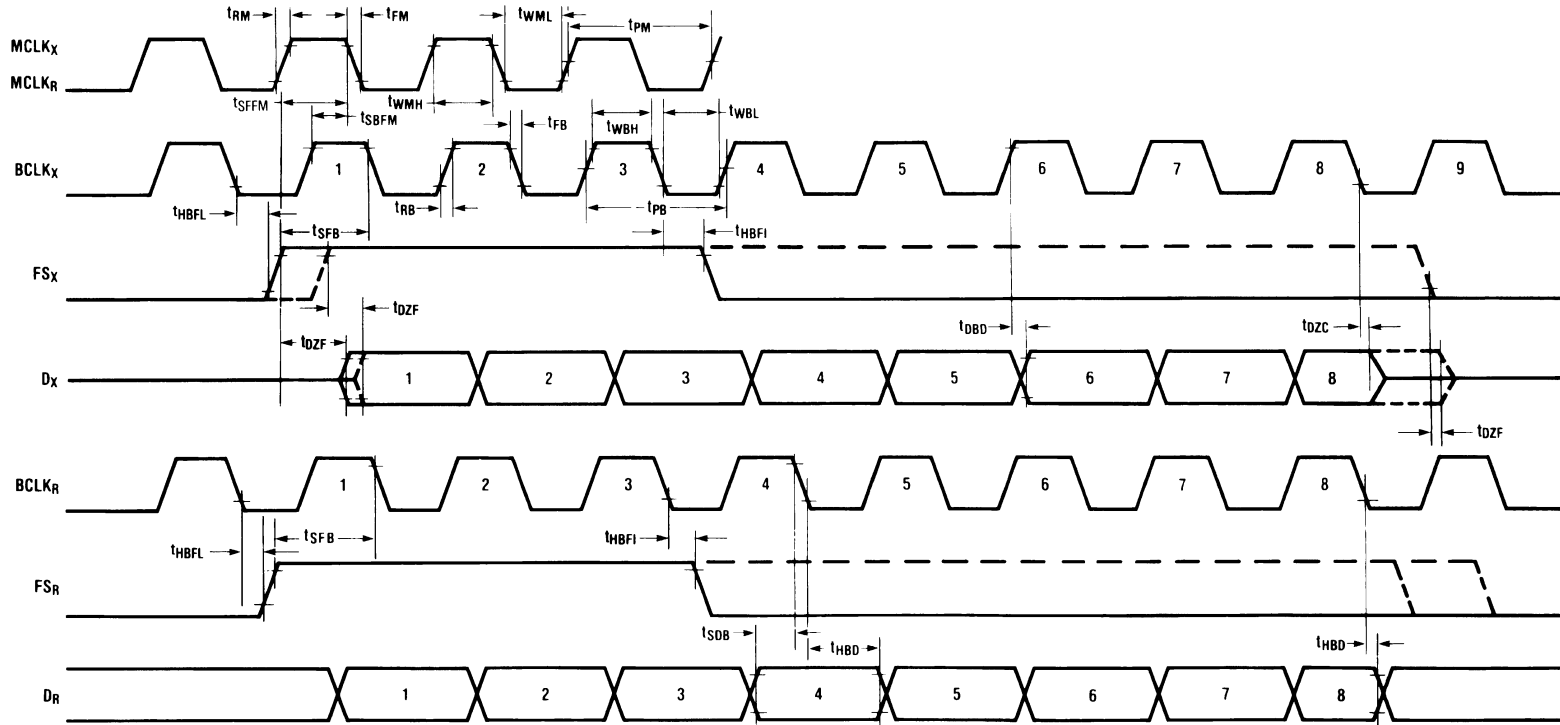 tRM tFM tWML tPM
MCLKX
MCLKR
tSFFM tWMH tWBL
tSBFM tFB tWBH
BCLKX 1 2 3 4 5 6 7 8 9
tHBFL tSFB tRB tPB tHBFI
FSX
tDZF tDBD tDZC
tDZF
DX 1 2 3 4 5 6 7 8
tDZF
BCLKR 1 2 3 4 5 6 7 8
tHBFL tSFB tHBFI
FSR
tSDB tHBD tHBD
DR 1 2 3 4 5 6 7 8